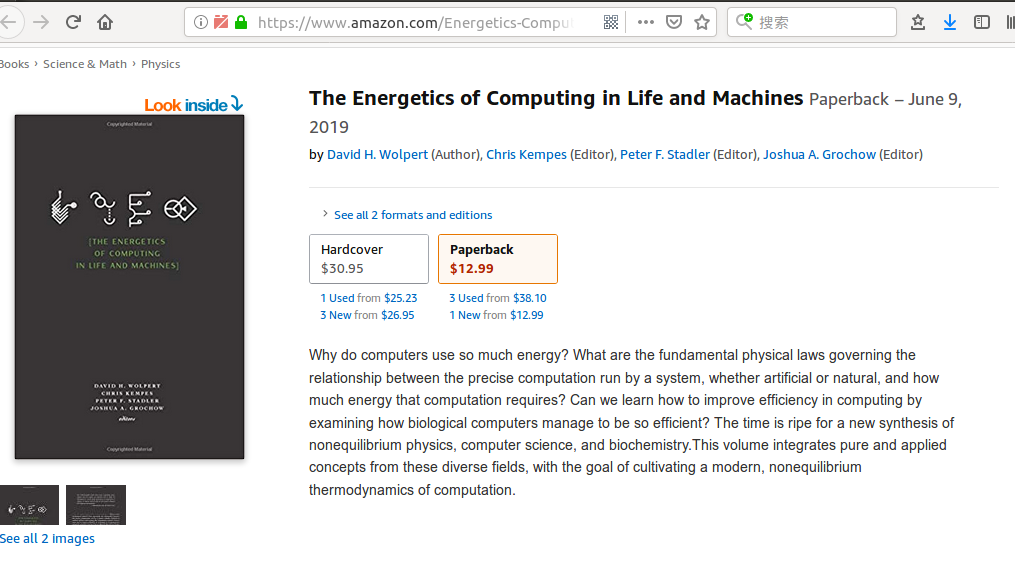 https://www.amazon.com/Energetics-Comput
搜索
Books › Science & Math › Physics
Look inside
The Energetics of Computing in Life and Machines Paperback – June 9,
2019
by David H. Wolpert (Author), Chris Kempes (Editor), Peter F. Stadler (Editor), Joshua A. Grochow (Editor)
See all 2 formats and editions
Hardcover
$30.95
Paperback
$12.99
1 Used from $25.23
3 New from $26.95
3 Used from $38.10
1 New from $12.99
Why do computers use so much energy? What are the fundamental physical laws governing the
relationship between the precise computation run by a system, whether artificial or natural, and how
much energy that computation requires? Can we learn how to improve efficiency in computing by
examining how biological computers manage to be so efficient? The time is ripe for a new synthesis of
nonequilibrium physics, computer science, and biochemistry.This volume integrates pure and applied
concepts from these diverse fields, with the goal of cultivating a modern, nonequilibrium
thermodynamics of computation.
Copyrighted Material
[THE ENERGETICS
OF COMPUTING
IN LIFE AND MACHINES]
DAVID H. WOLPERT
CHRIS KEMPES
PETER F. STADLER
JOSHUA A. GROCHOW
editors
Copyrighted Material
See all 2 images